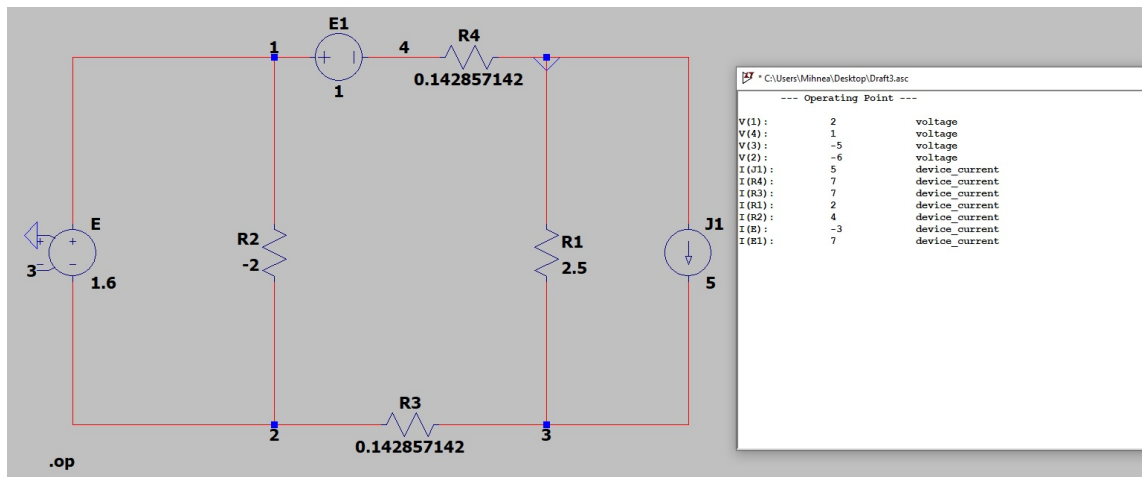 E1
1
4
R4
1
0.142857142
E
+
-
+
-
3
1.6
R2
-2
R1
2.5
J1
5
R3
2
0.142857142
3
.op
* C:\Users\Mihnea\Desktop\Draft3.asc
--- Operating Point ---
V(1): 2 voltage
V(4): 1 voltage
V(3): -5 voltage
V(2): -6 voltage
I(J1): 5 device_current
I(R4): 7 device_current
I(R3): 7 device_current
I(R1): 2 device_current
I(R2): 4 device_current
I(E): -3 device_current
I(E1): 7 device_current